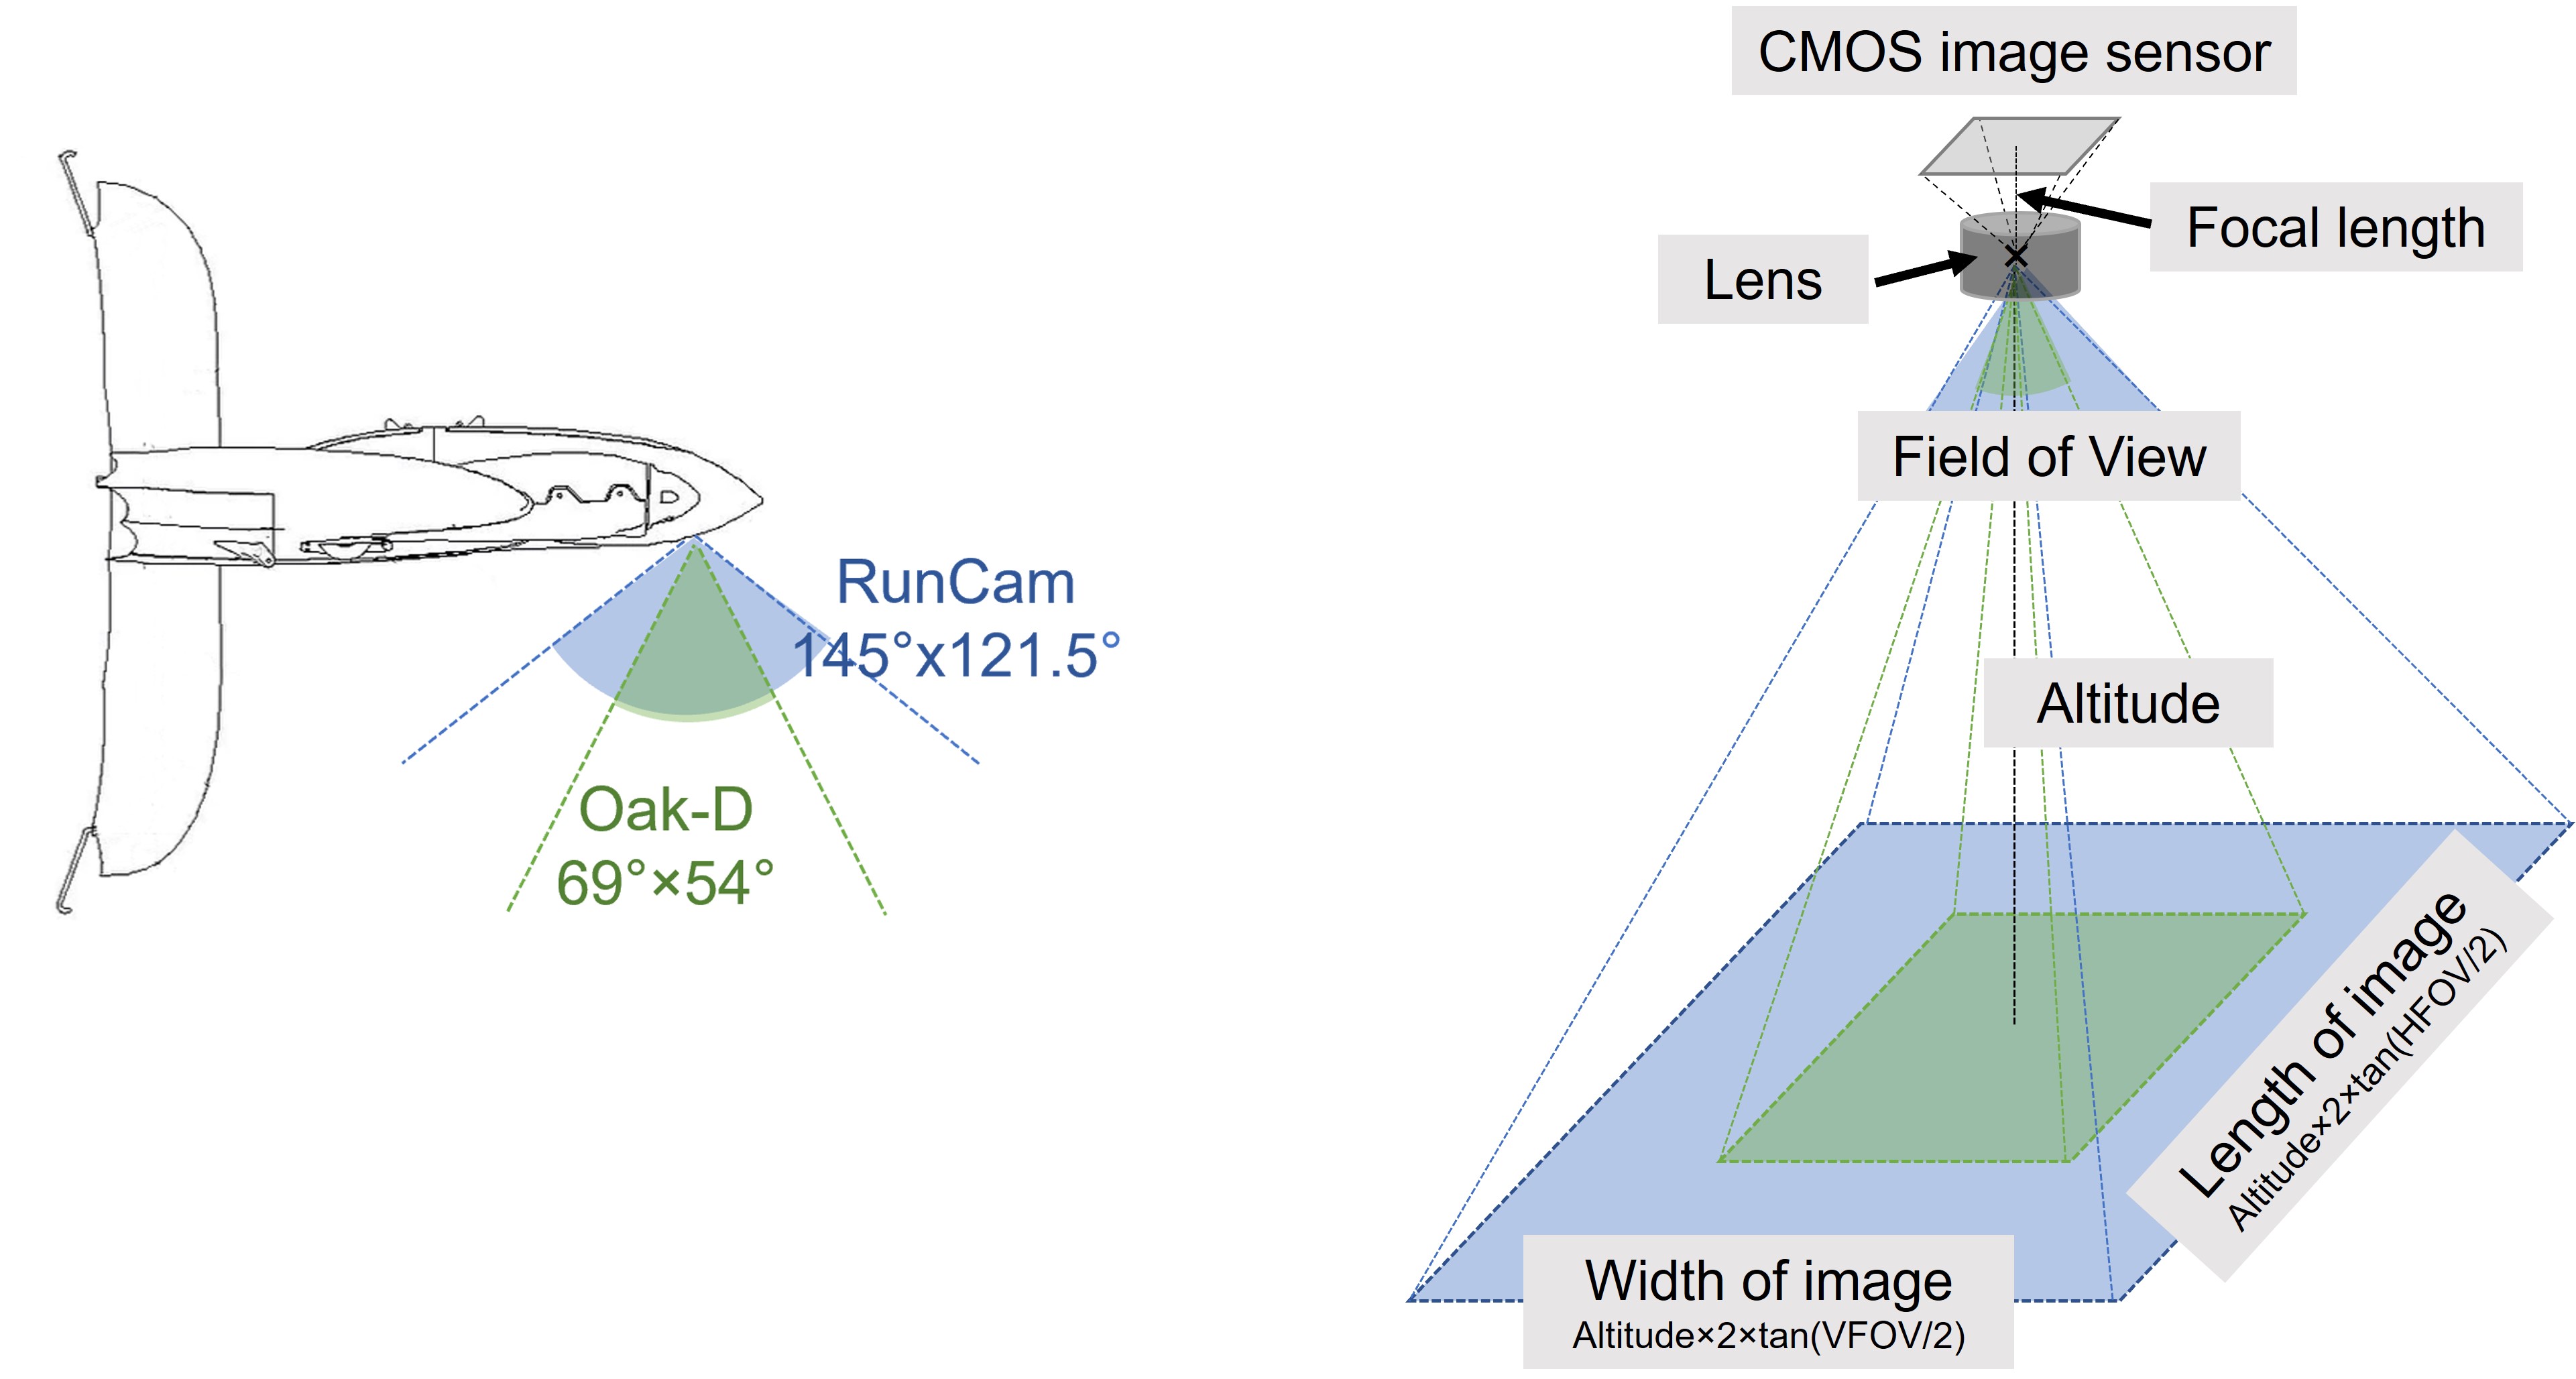 RunCam
145°x121.5°
Oak-D
69°×54°
CMOS image sensor
Focal length
Lens
Field of View
Altitude
Length of image
Altitude×2×tan(HFOV/2)
Width of image
Altitude×2×tan(VFOV/2)